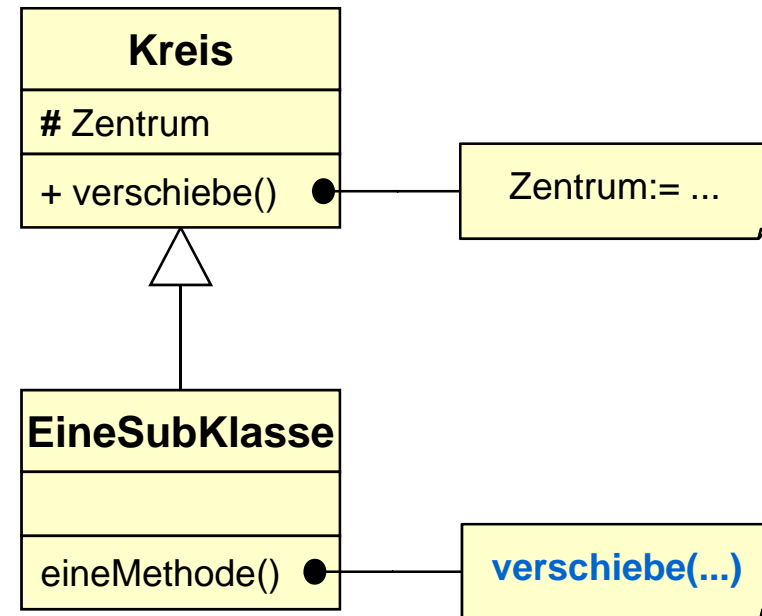 Kreis
# Zentrum
+ verschiebe()
Zentrum:= ...
EineSubKlasse
eineMethode()
verschiebe(...)